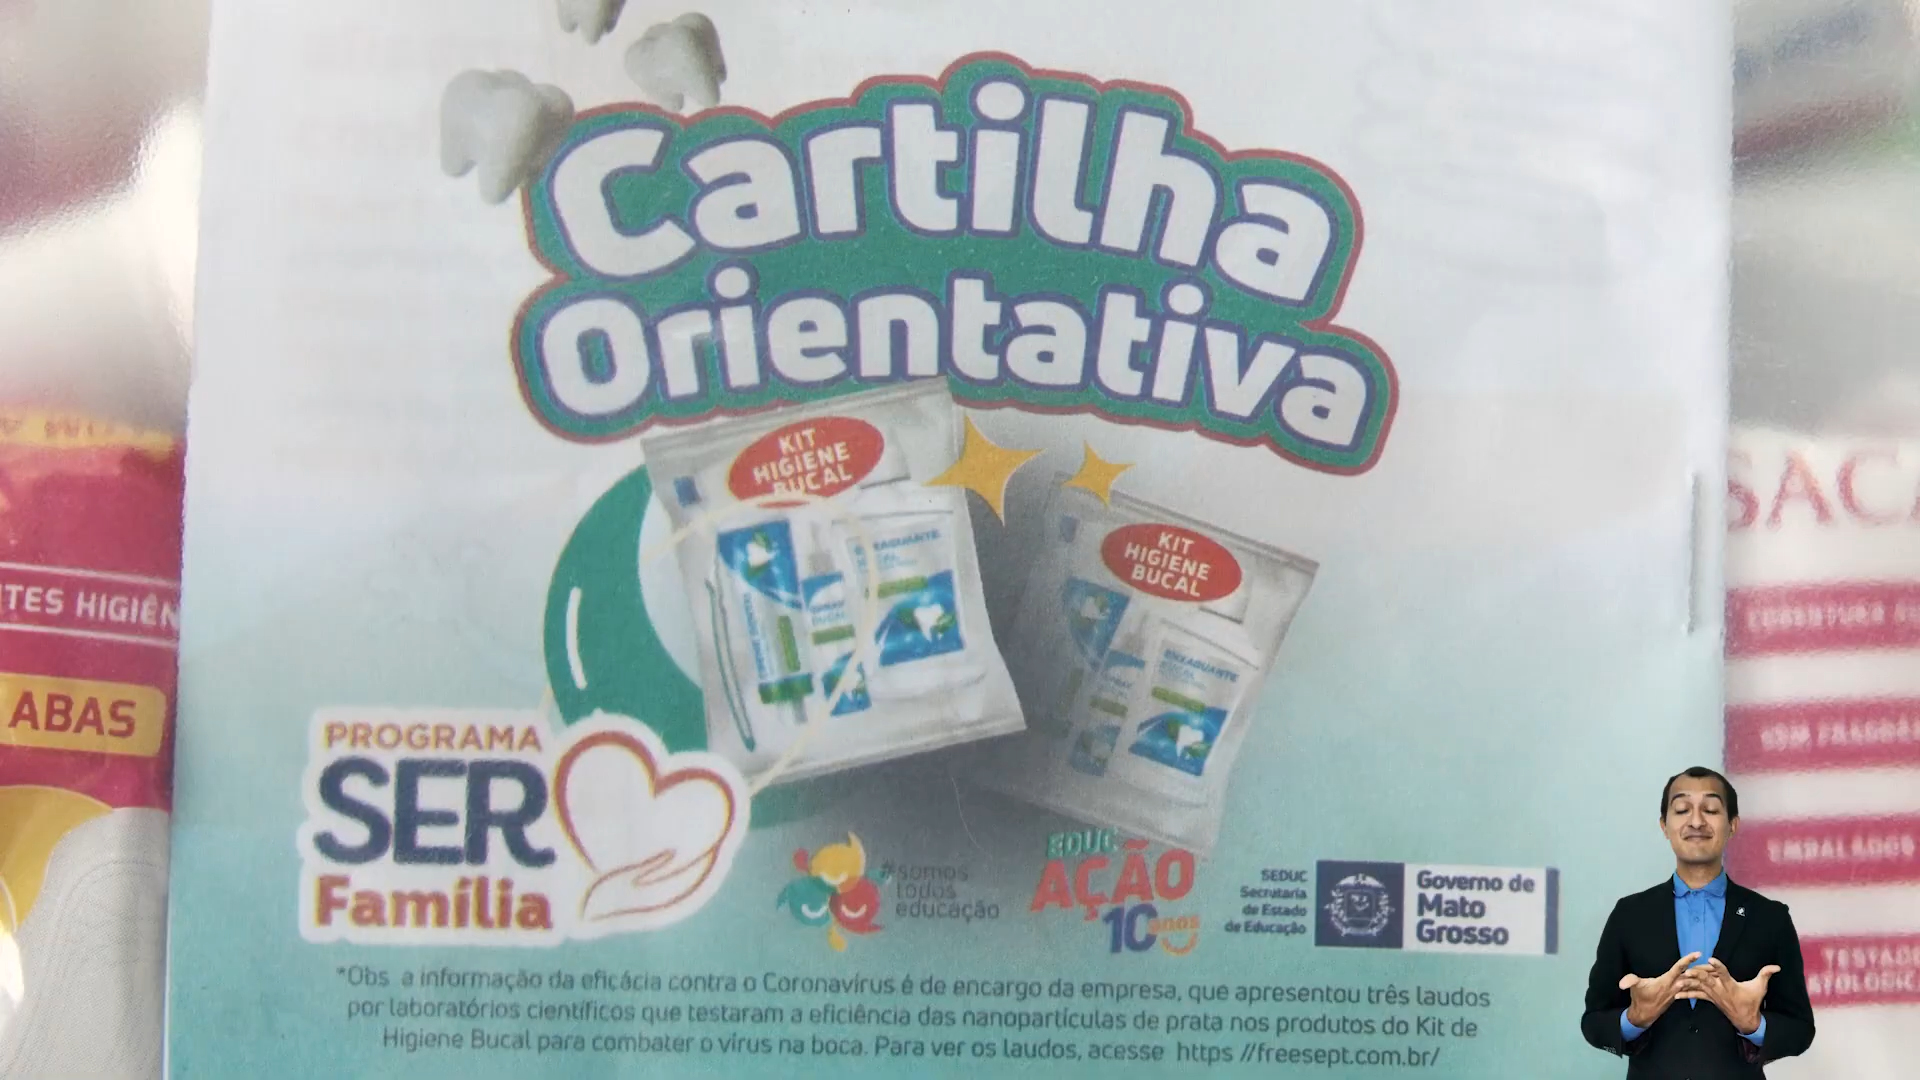 Cartilha
Orientativa
KIT
HIGIENE
BUCAL
KIT
HIGIENE
BUCAL
ENXAGUANTE
ENXAGUANTE
PROGRAMA
SER
Família
#somos
todos
educação
EDUC
AÇÃO
10 anos
SEDUC
Secretaria
de Estado
de Educação
Governo de
Mato
Grosso
*Obs a informação da eficácia contra o Coronavírus é de encargo da empresa, que apresentou três laudos
por laboratórios científicos que testaram a eficiência das nanopartículas de prata nos produtos do Kit de
Higiene Bucal para combater o vírus na boca. Para ver os laudos, acesse https //freesept.com.br/
TES HIGIÊN
ABAS
SAC
EMBALADOS